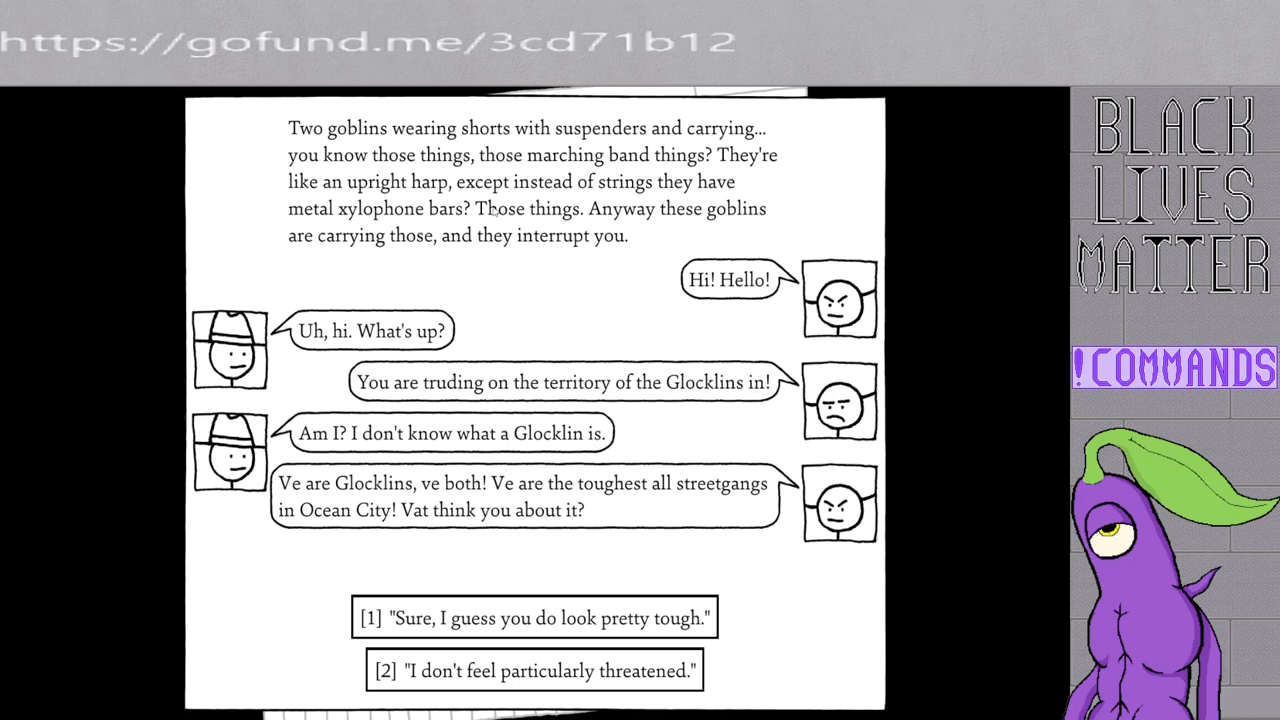 https://gofund.me/3cd71b12
Two goblins wearing shorts with suspenders and carrying...
you know those things, those marching band things? They're
like an upright harp, except instead of strings they have
metal xylophone bars? Those things. Anyway these goblins
are carrying those, and they interrupt you.
Hi! Hello!
Uh, hi. What's up?
You are truding on the territory of the Glocklins in!
Am I? I don't know what a Glocklin is.
Ve are Glocklins, ve both! Ve are the toughest all streetgangs
in Ocean City! Vat think you about it?
[1] "Sure, I guess you do look pretty tough."
[2] "I don't feel particularly threatened."
BLACK
LIVES
MATTER
!COMMANDS